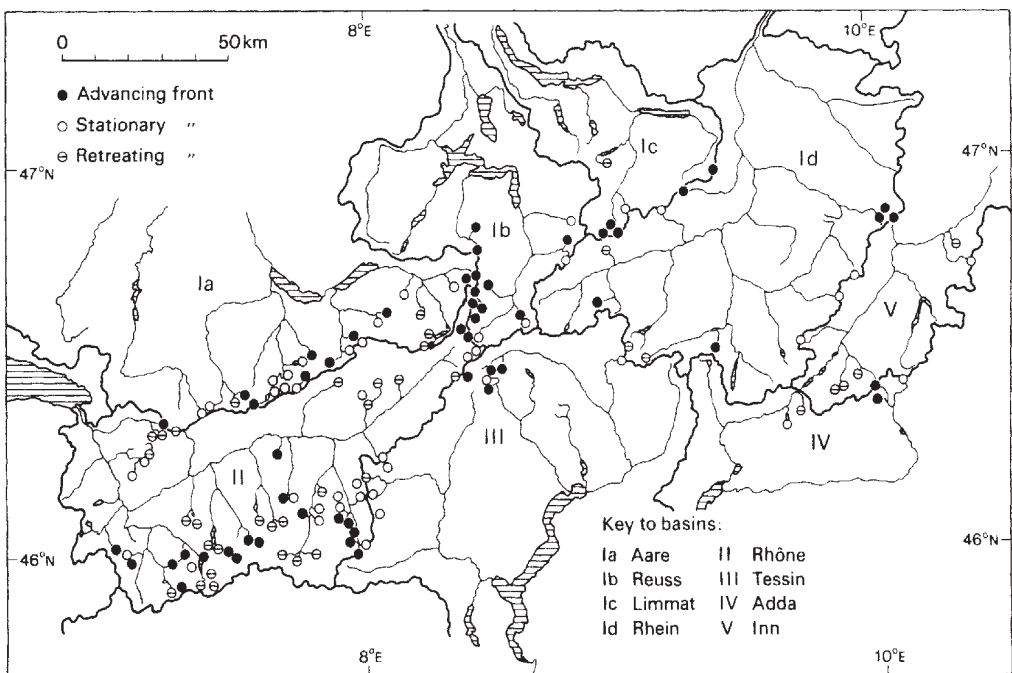 8°E
10°E
0 50 km
● Advancing front
○ Stationary "
⊖ Retreating "
47°N
47°N
Ic
Id
Ib
Ia
V
III
IV
II
46°N
46°N
Key to basins:
Ia Aare II Rhône
Ib Reuss III Tessin
Ic Limmat IV Adda
Id Rhein V Inn
8°E
10°E